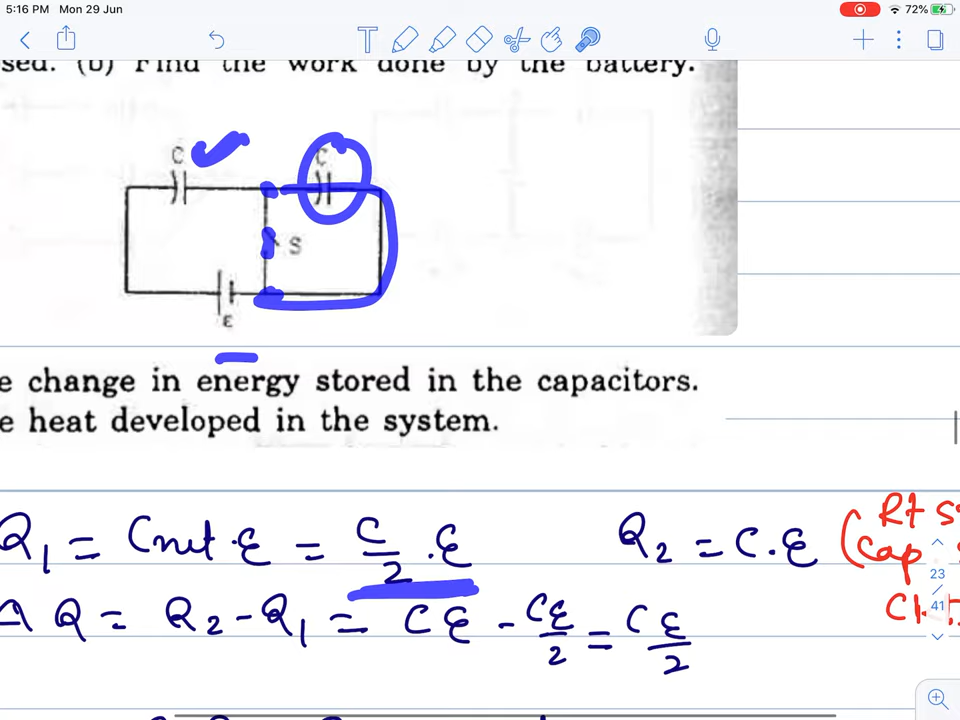 5:16 PM Mon 29 Jun
72%
sed. (b) Find the work done by the battery.
C
C
S
ε
e change in energy stored in the capacitors.
e heat developed in the system.
Q₁ = Cnet · ε = C/2 · ε
Q₂ = C · ε (Rt s
Cap
Δ Q = Q₂ - Q₁ = Cε - Cε/2 = Cε/2
23
/
41